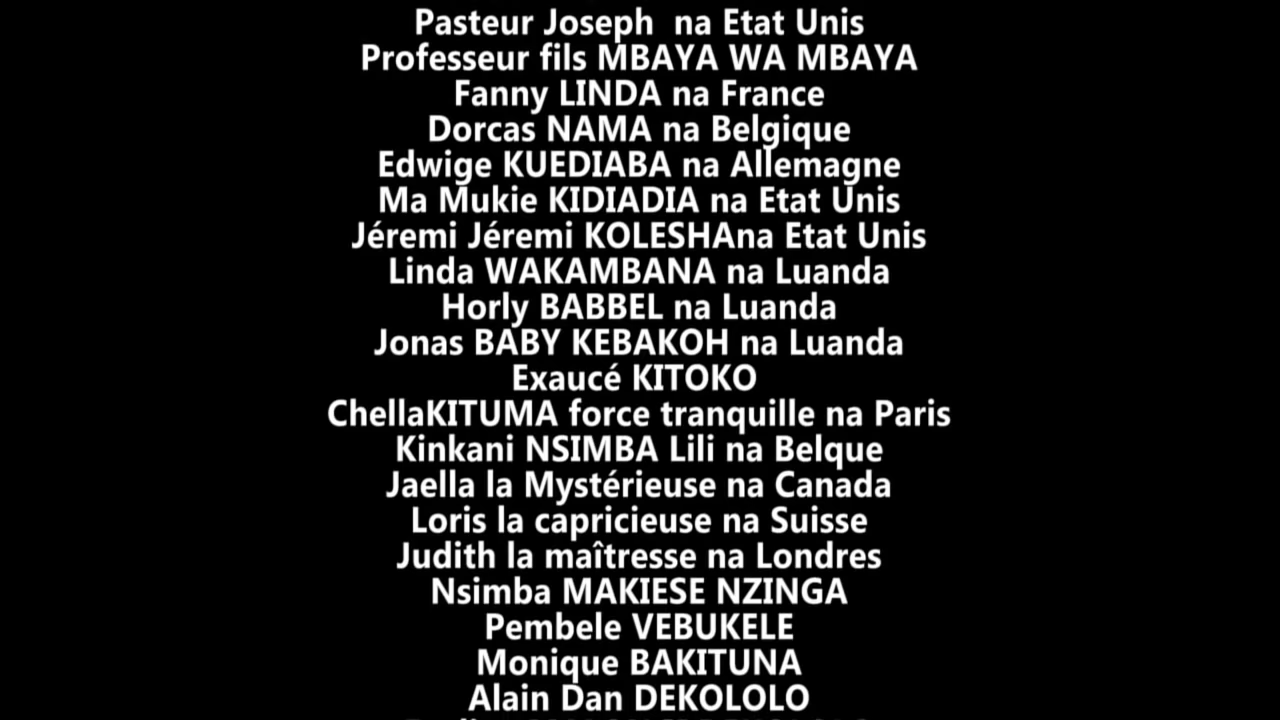 Pasteur Joseph na Etat Unis
Professeur fils MBAYA WA MBAYA
Fanny LINDA na France
Dorcas NAMA na Belgique
Edwige KUEDIABA na Allemagne
Ma Mukie KIDIADIA na Etat Unis
Jéremi Jéremi KOLESHAna Etat Unis
Linda WAKAMBANA na Luanda
Horly BABBEL na Luanda
Jonas BABY KEBAKOH na Luanda
Exaucé KITOKO
ChellaKITUMA force tranquille na Paris
Kinkani NSIMBA Lili na Belque
Jaella la Mystérieuse na Canada
Loris la capricieuse na Suisse
Judith la maîtresse na Londres
Nsimba MAKIESE NZINGA
Pembele VEBUKELE
Monique BAKITUNA
Alain Dan DEKOLOLO